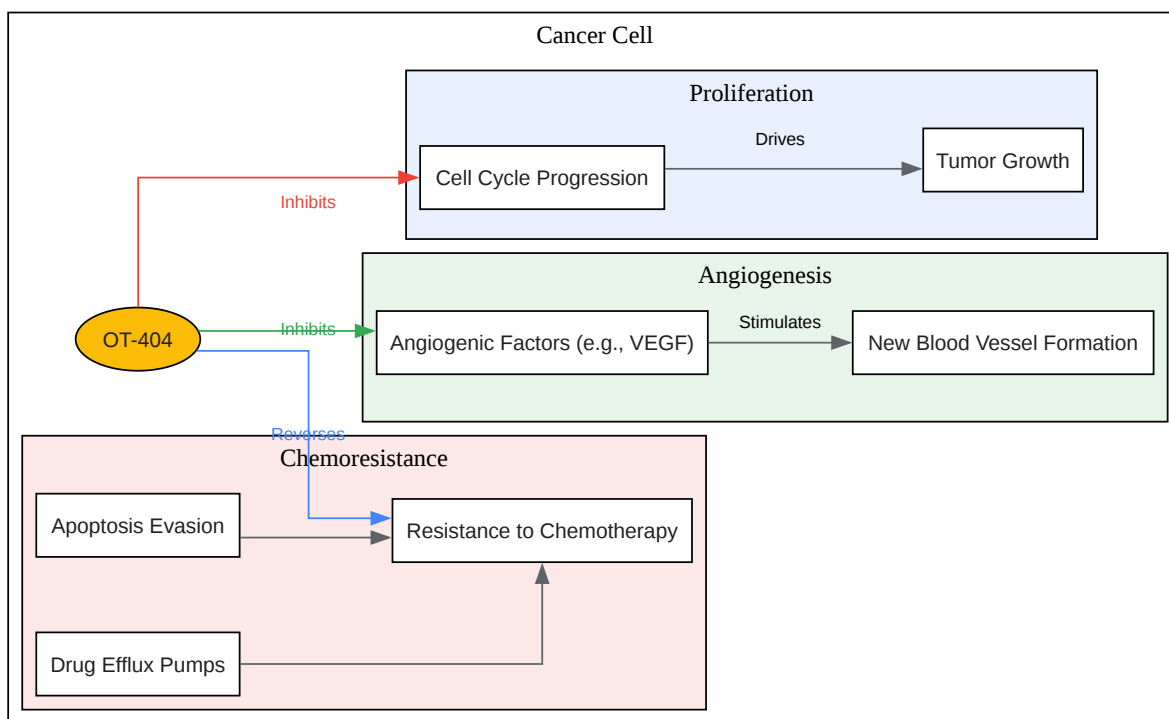 Cancer Cell
Proliferation
Drives
Cell Cycle Progression
Tumor Growth
Inhibits
Angiogenesis
OT-404
Inhibits
Angiogenic Factors (e.g., VEGF)
Stimulates
New Blood Vessel Formation
Reverses
Chemoresistance
Apoptosis Evasion
Resistance to Chemotherapy
Drug Efflux Pumps